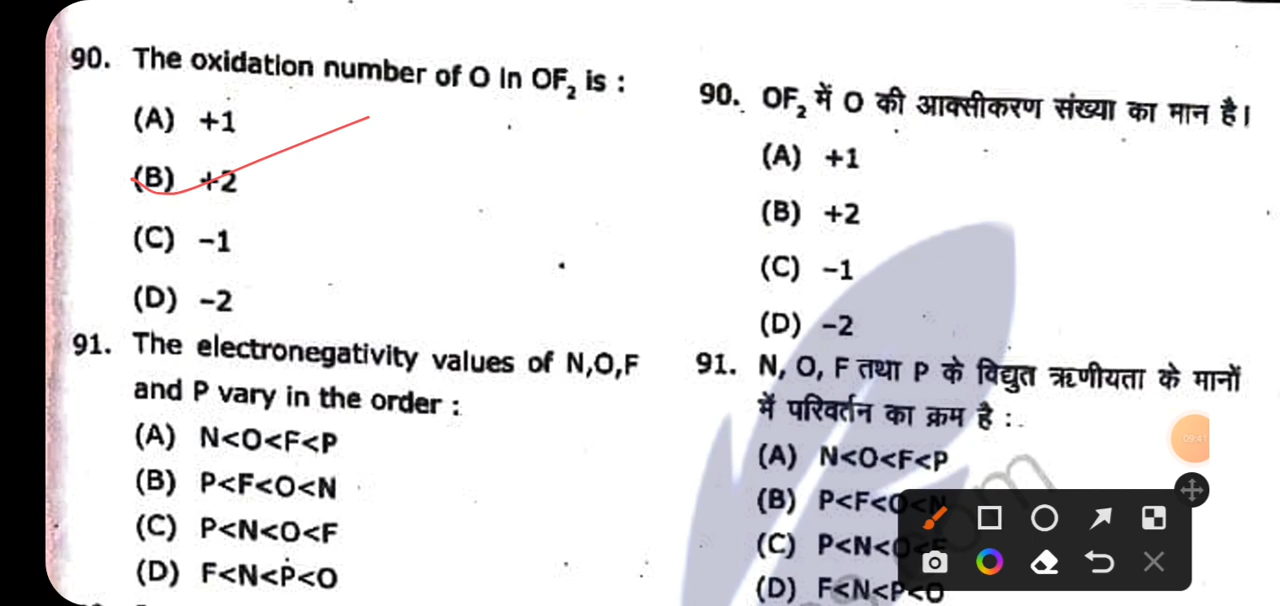 90. The oxidation number of O in OF₂ is :
(A) +1
(B) +2
(C) −1
(D) −2
91. The electronegativity values of N,O,F
and P vary in the order :
(A) N<O<F<P
(B) P<F<O<N
(C) P<N<O<F
(D) F<N<P<O
90. OF₂ में O की आक्सीकरण संख्या का मान है।
(A) +1
(B) +2
(C) −1
(D) −2
91. N, O, F तथा P के विद्युत ऋणीयता के मानों
में परिवर्तन का क्रम है :
(A) N<O<F<P
(B) P<F<O<N
(C) P<N<O<F
(D) F<N<P<O
09:41